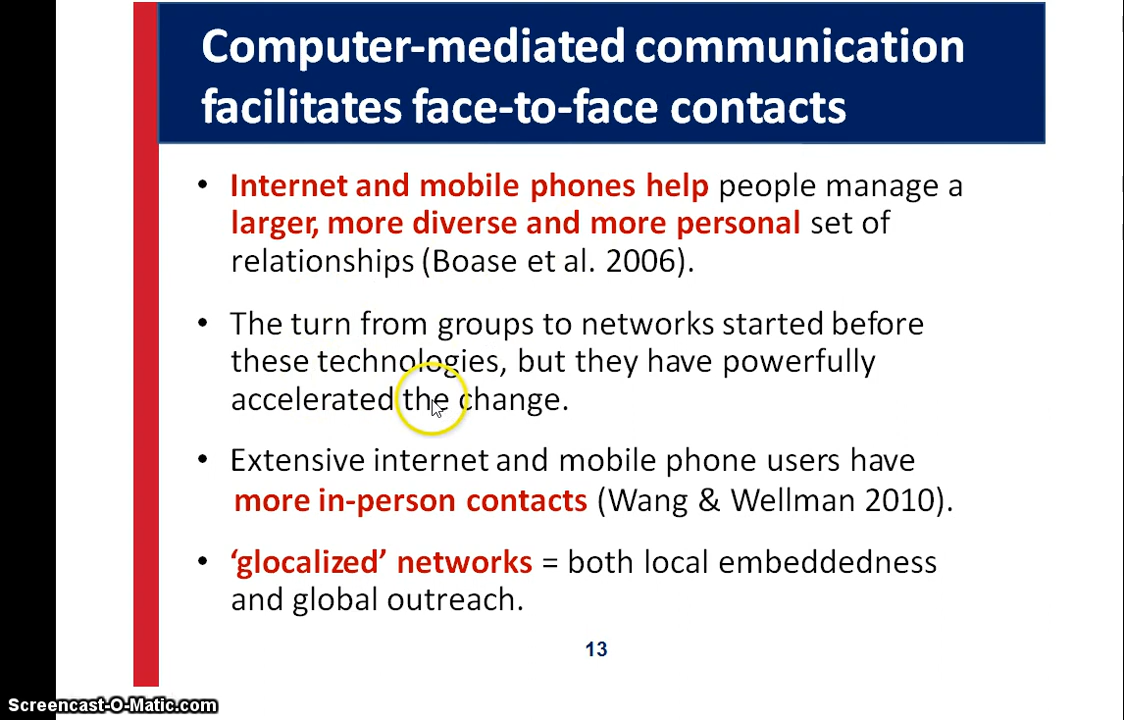 Computer-mediated communication
facilitates face-to-face contacts
• Internet and mobile phones help people manage a
larger, more diverse and more personal set of
relationships (Boase et al. 2006).
• The turn from groups to networks started before
these technologies, but they have powerfully
accelerated the change.
• Extensive internet and mobile phone users have
more in-person contacts (Wang & Wellman 2010).
• ‘glocalized’ networks = both local embeddedness
and global outreach.
13
Screencast-O-Matic.com